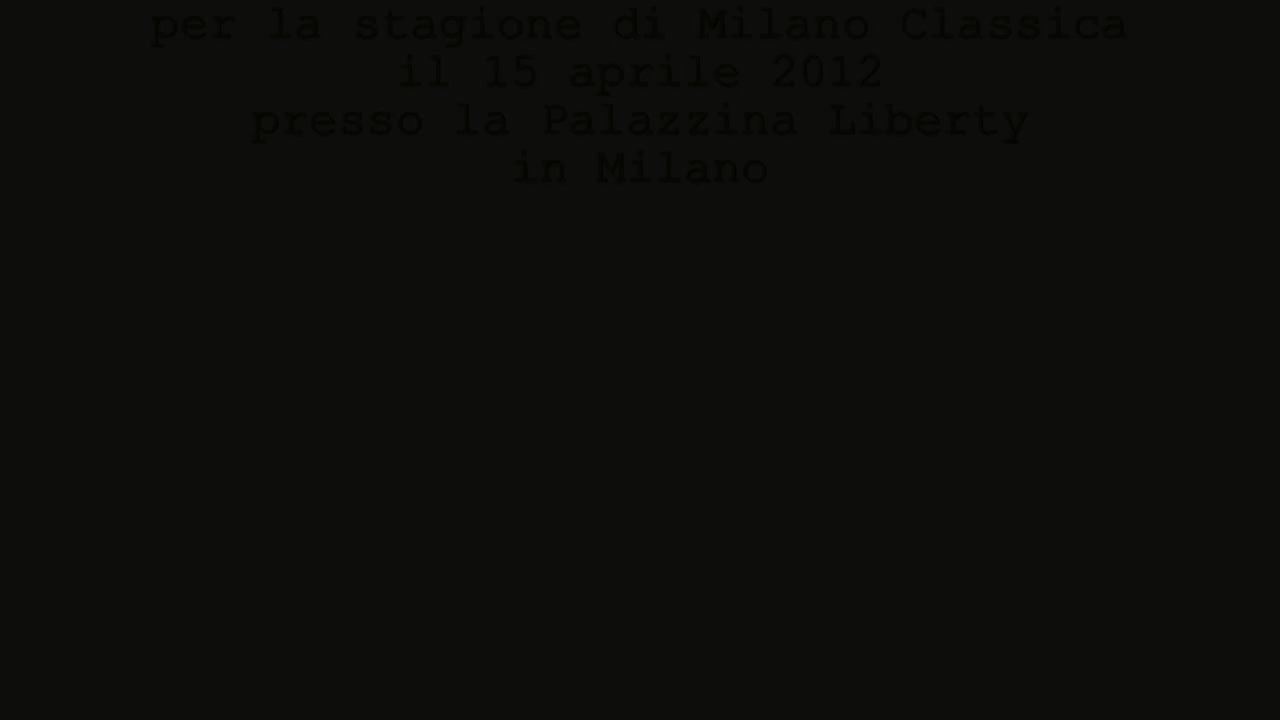 per la stagione di Milano Classica
il 15 aprile 2012
presso la Palazzina Liberty
in Milano